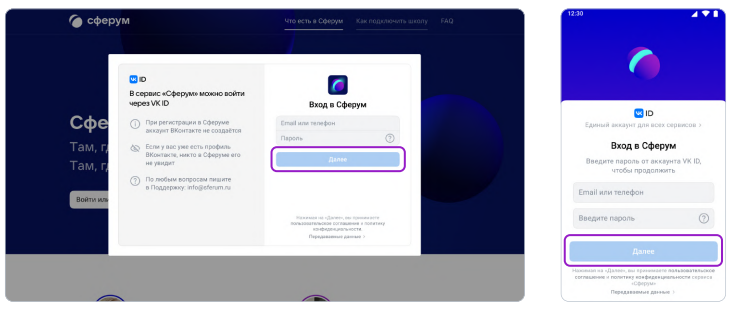 сферум
Что есть в Сферум
Как подключить школу
FAQ
Сфе
Там, гд
Там, гд
Войти или
VK ID
В сервис «Сферум» можно войти
через VK ID
При регистрации в Сферуме
аккаунт ВКонтакте не создаётся
Если у вас уже есть профиль
ВКонтакте, никто в Сферуме его
не увидит
По любым вопросам пишите
в Поддержку: info@sferum.ru
Вход в Сферум
Email или телефон
Пароль
Далее
Нажимая на «Далее», вы принимаете
пользовательское соглашение и политику
конфиденциальности
Передаваемые данные >
12:30
VK ID
Единый аккаунт для всех сервисов >
Вход в Сферум
Введите пароль от аккаунта VK ID,
чтобы продолжить
Email или телефон
Введите пароль
Далее
Нажимая на «Далее», вы принимаете пользовательское
соглашение и политику конфиденциальности сервиса
«Сферум»
Передаваемые данные >